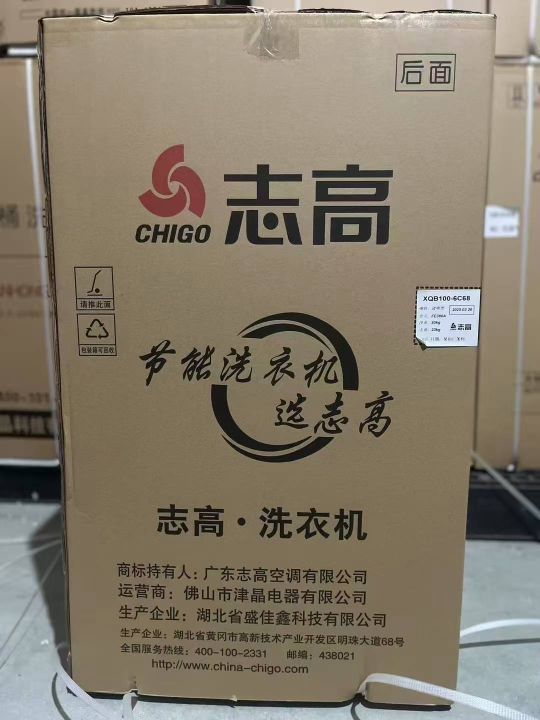 后面
CHIGO 志高
请推此面
包装箱可回收
XQB100-6C68
志高
节能洗衣机
选志高
志高·洗衣机
商标持有人：广东志高空调有限公司
运营商：佛山市津晶电器有限公司
生产企业：湖北省盛佳鑫科技有限公司
生产企业：湖北省黄冈市高新技术产业开发区明珠大道68号
全国服务热线：400-100-2331 邮编：438021
http://www.china-chigo.com